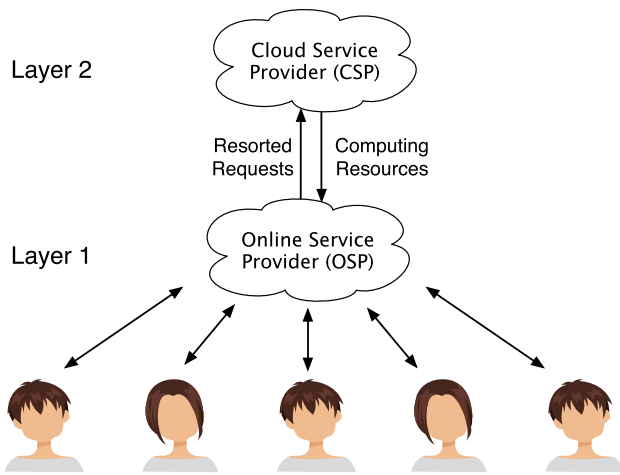 Layer 2
Cloud Service
Provider (CSP)
Resorted
Requests
Computing
Resources
Layer 1
Online Service
Provider (OSP)